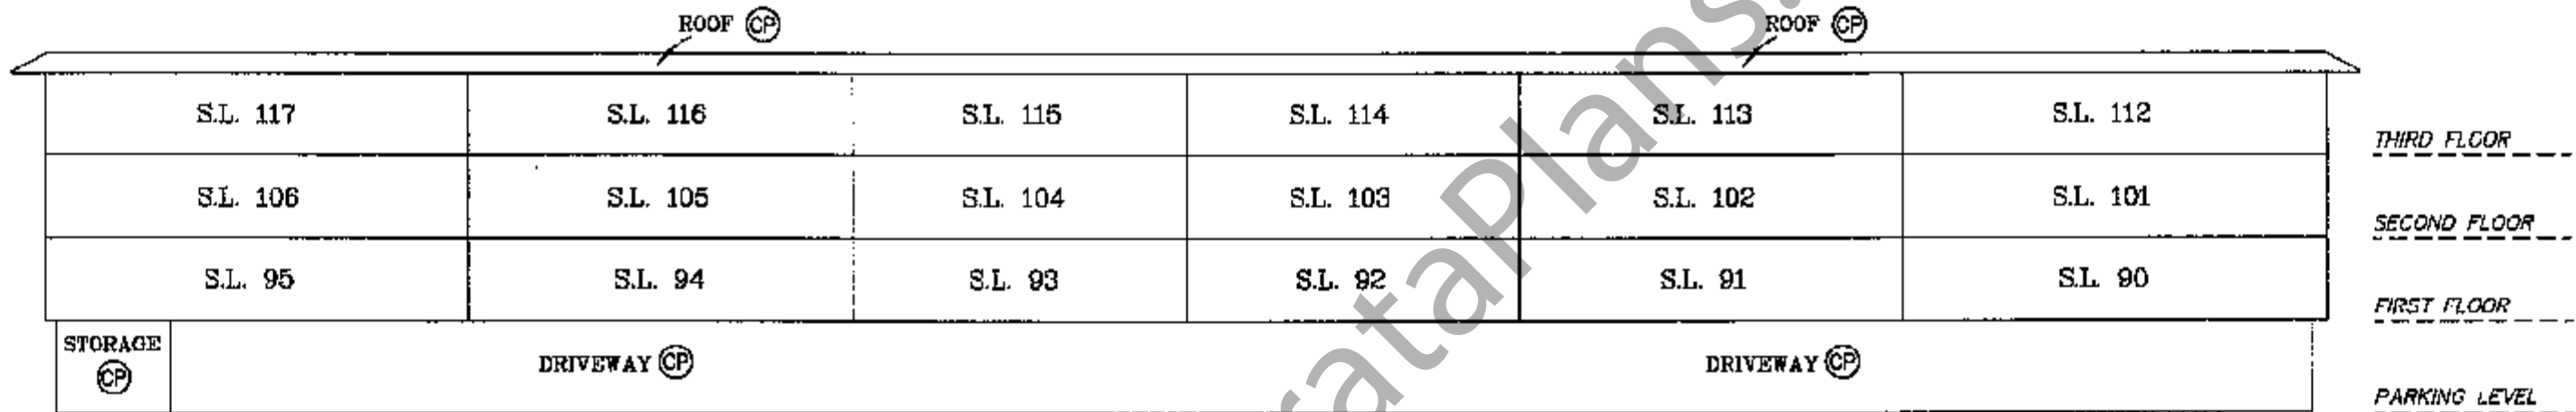 ROOF CP ROOF CP
S.L. 117 S.L. 116 S.L. 115 S.L. 114 S.L. 113 S.L. 112
THIRD FLOOR
S.L. 106 S.L. 105 S.L. 104 S.L. 103 S.L. 102 S.L. 101
SECOND FLOOR
S.L. 95 S.L. 94 S.L. 93 S.L. 92 S.L. 91 S.L. 90
FIRST FLOOR
STORAGE
CP
DRIVEWAY CP DRIVEWAY CP
PARKING LEVEL
rataPlans.